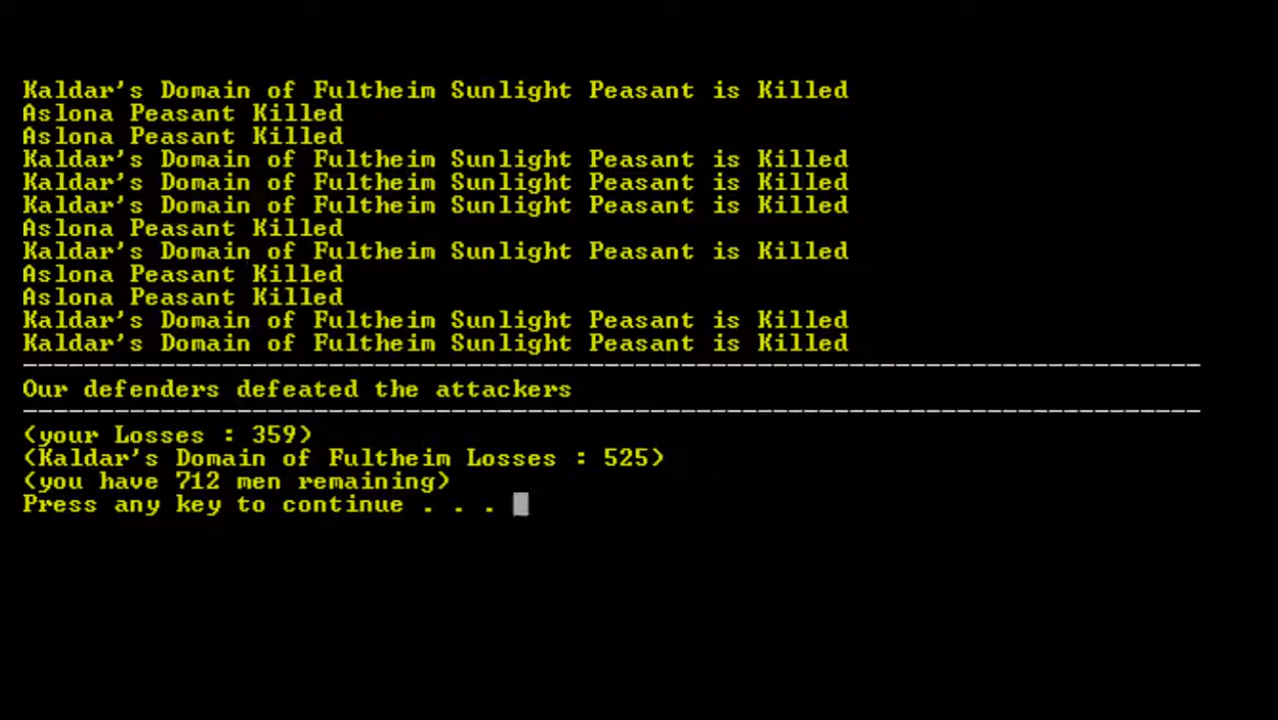 Kaldar's Domain of Fultheim Sunlight Peasant is Killed
Aslona Peasant Killed
Aslona Peasant Killed
Kaldar's Domain of Fultheim Sunlight Peasant is Killed
Kaldar's Domain of Fultheim Sunlight Peasant is Killed
Kaldar's Domain of Fultheim Sunlight Peasant is Killed
Aslona Peasant Killed
Kaldar's Domain of Fultheim Sunlight Peasant is Killed
Aslona Peasant Killed
Aslona Peasant Killed
Kaldar's Domain of Fultheim Sunlight Peasant is Killed
Kaldar's Domain of Fultheim Sunlight Peasant is Killed
Our defenders defeated the attackers
(your Losses : 359)
(Kaldar's Domain of Fultheim Losses : 525)
(you have 712 men remaining)
Press any key to continue . . .